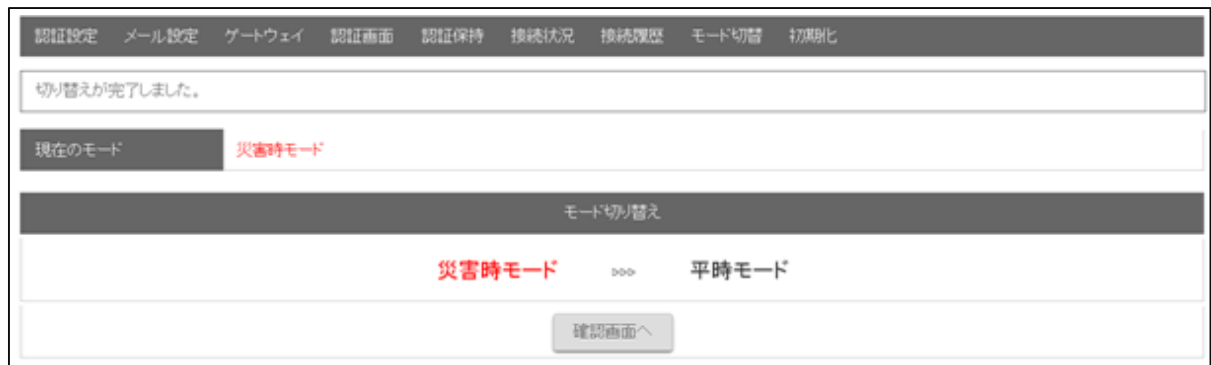 認証設定 メール設定 ゲートウェイ 認証画面 認証保持 接続状況 接続履歴 モード切替 初期化
切り替えが完了しました。
現在のモード 災害時モード
モード切り替え
災害時モード >>> 平時モード
確認画面へ